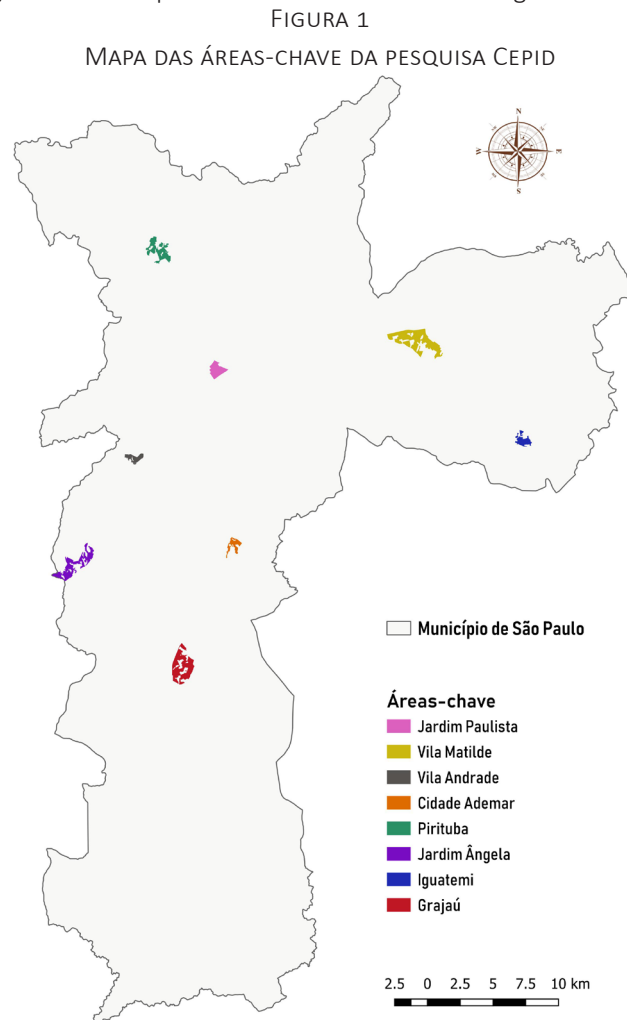 FIGURA 1
MAPA DAS ÁREAS-CHAVE DA PESQUISA CEPID
N
W
E
S
Município de São Paulo
Áreas-chave
Jardim Paulista
Vila Matilde
Vila Andrade
Cidade Ademar
Pirituba
Jardim Ângela
Iguatemi
Grajaú
2.5 0 2.5 5 7.5 10 km